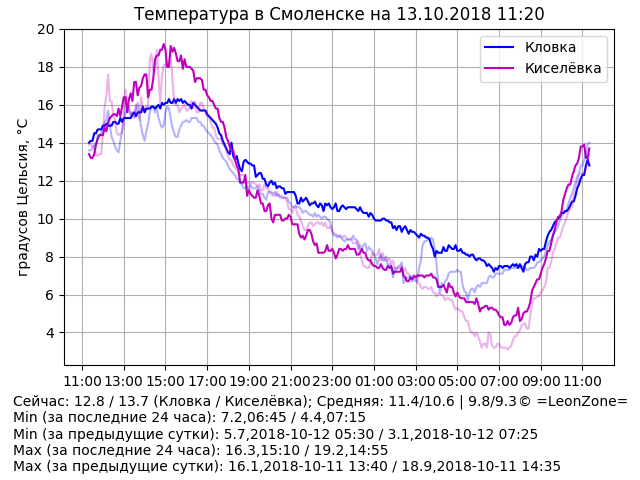 Температура в Смоленске на 13.10.2018 11:20
20
Кловка
Киселёвка
18
16
14
12
10
8
6
4
градусов Цельсия, °C
11:00 13:00 15:00 17:00 19:00 21:00 23:00 01:00 03:00 05:00 07:00 09:00 11:00
Сейчас: 12.8 / 13.7 (Кловка / Киселёвка); Средняя: 11.4/10.6 | 9.8/9.3© =LeonZone=
Min (за последние 24 часа): 7.2,06:45 / 4.4,07:15
Min (за предыдущие сутки): 5.7,2018-10-12 05:30 / 3.1,2018-10-12 07:25
Max (за последние 24 часа): 16.3,15:10 / 19.2,14:55
Max (за предыдущие сутки): 16.1,2018-10-11 13:40 / 18.9,2018-10-11 14:35